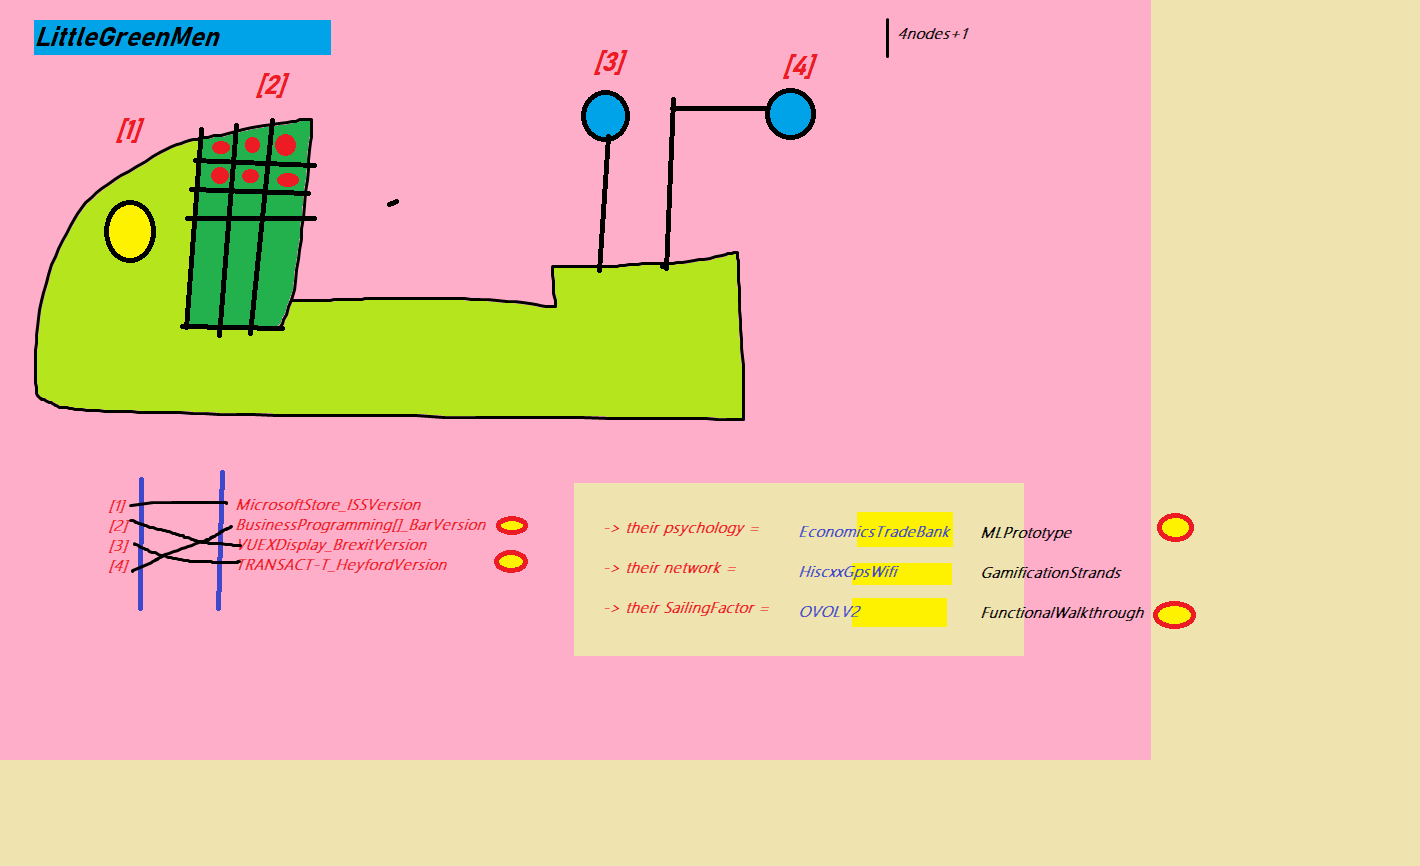 LittleGreenMen
4nodes+1
[1]
[2]
[3]
[4]
[1] MicrosoftStore_ISSVersion
[2] BusinessProgramming[]_BarVersion
[3] VUEXDisplay_BrexitVersion
[4] TRANSACT-T_HeyfordVersion
-> their psychology = EconomicsTradeBank MLPrototype
-> their network = HiscxxGpsWifi GamificationStrands
-> their SailingFactor = OVOLV2 FunctionalWalkthrough